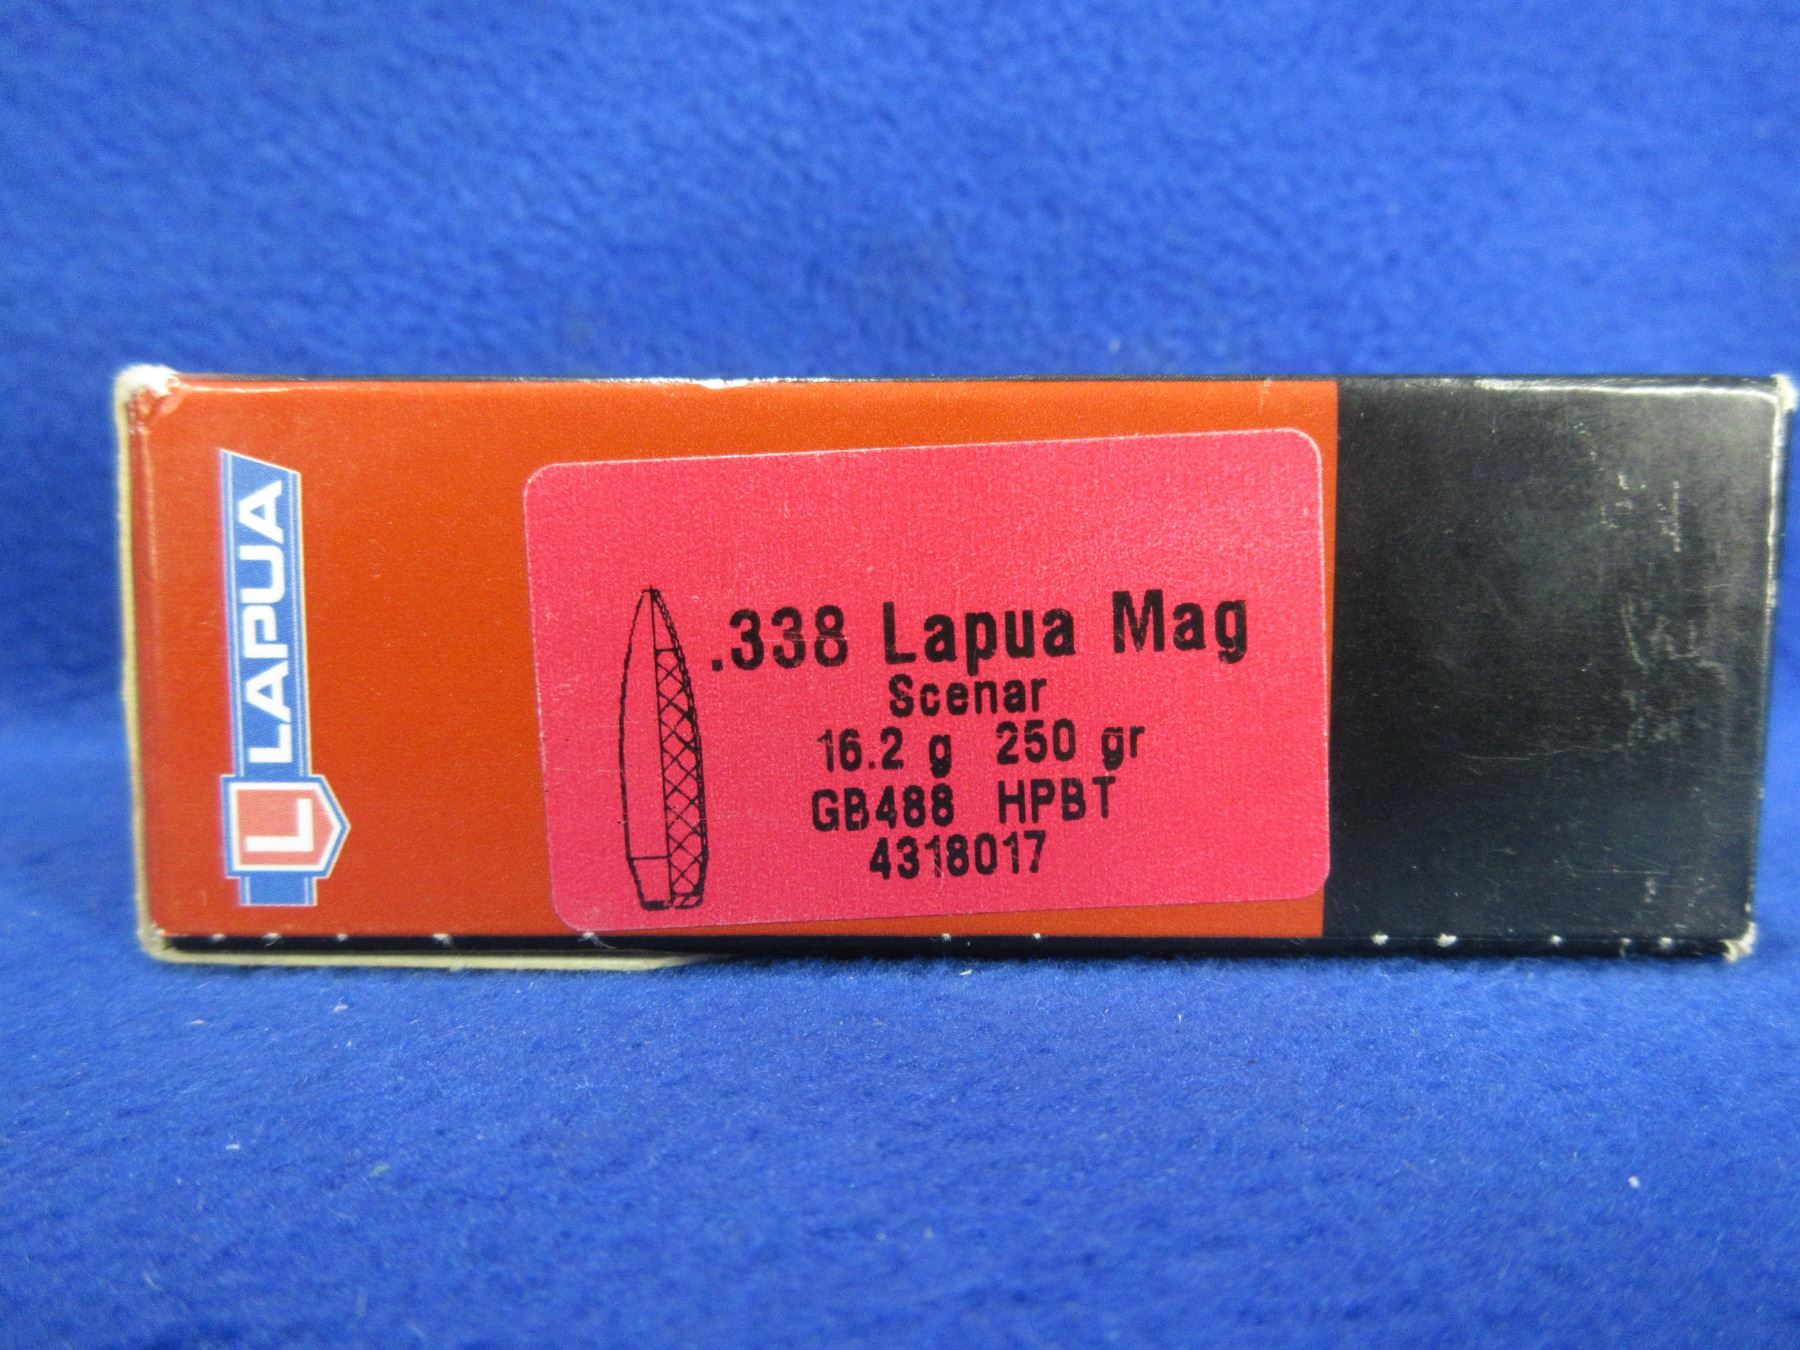 LAPUA
L
.338 Lapua Mag
Scenar
16.2 g 250 gr
GB488 HPBT
4318017